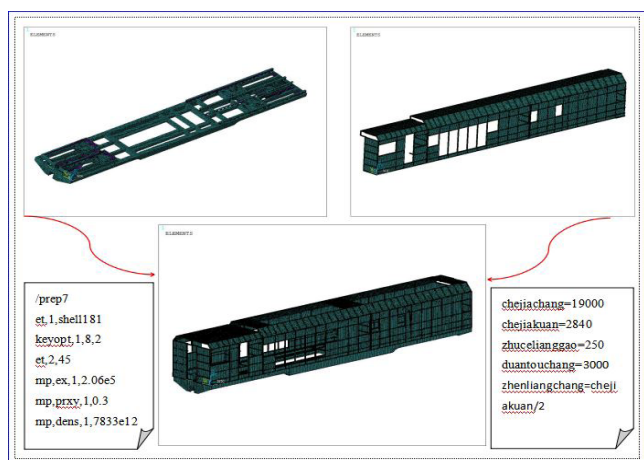 ELEMENTS
ELEMENTS
ELEMENTS
/prep7
et,1,shell181
keyopt,1,8,2
et,2,45
mp,ex,1,2.06e5
mp,prxy,1,0.3
mp,dens,1,7833e12
chejiachang=19000
chejiakuan=2840
zhucelianggao=250
duantouchang=3000
zhenliangchang=cheji
akuan/2